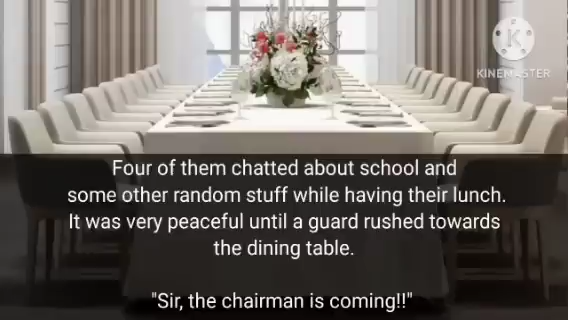 KINEMASTER
Four of them chatted about school and
some other random stuff while having their lunch.
It was very peaceful until a guard rushed towards
the dining table.
"Sir, the chairman is coming!!"